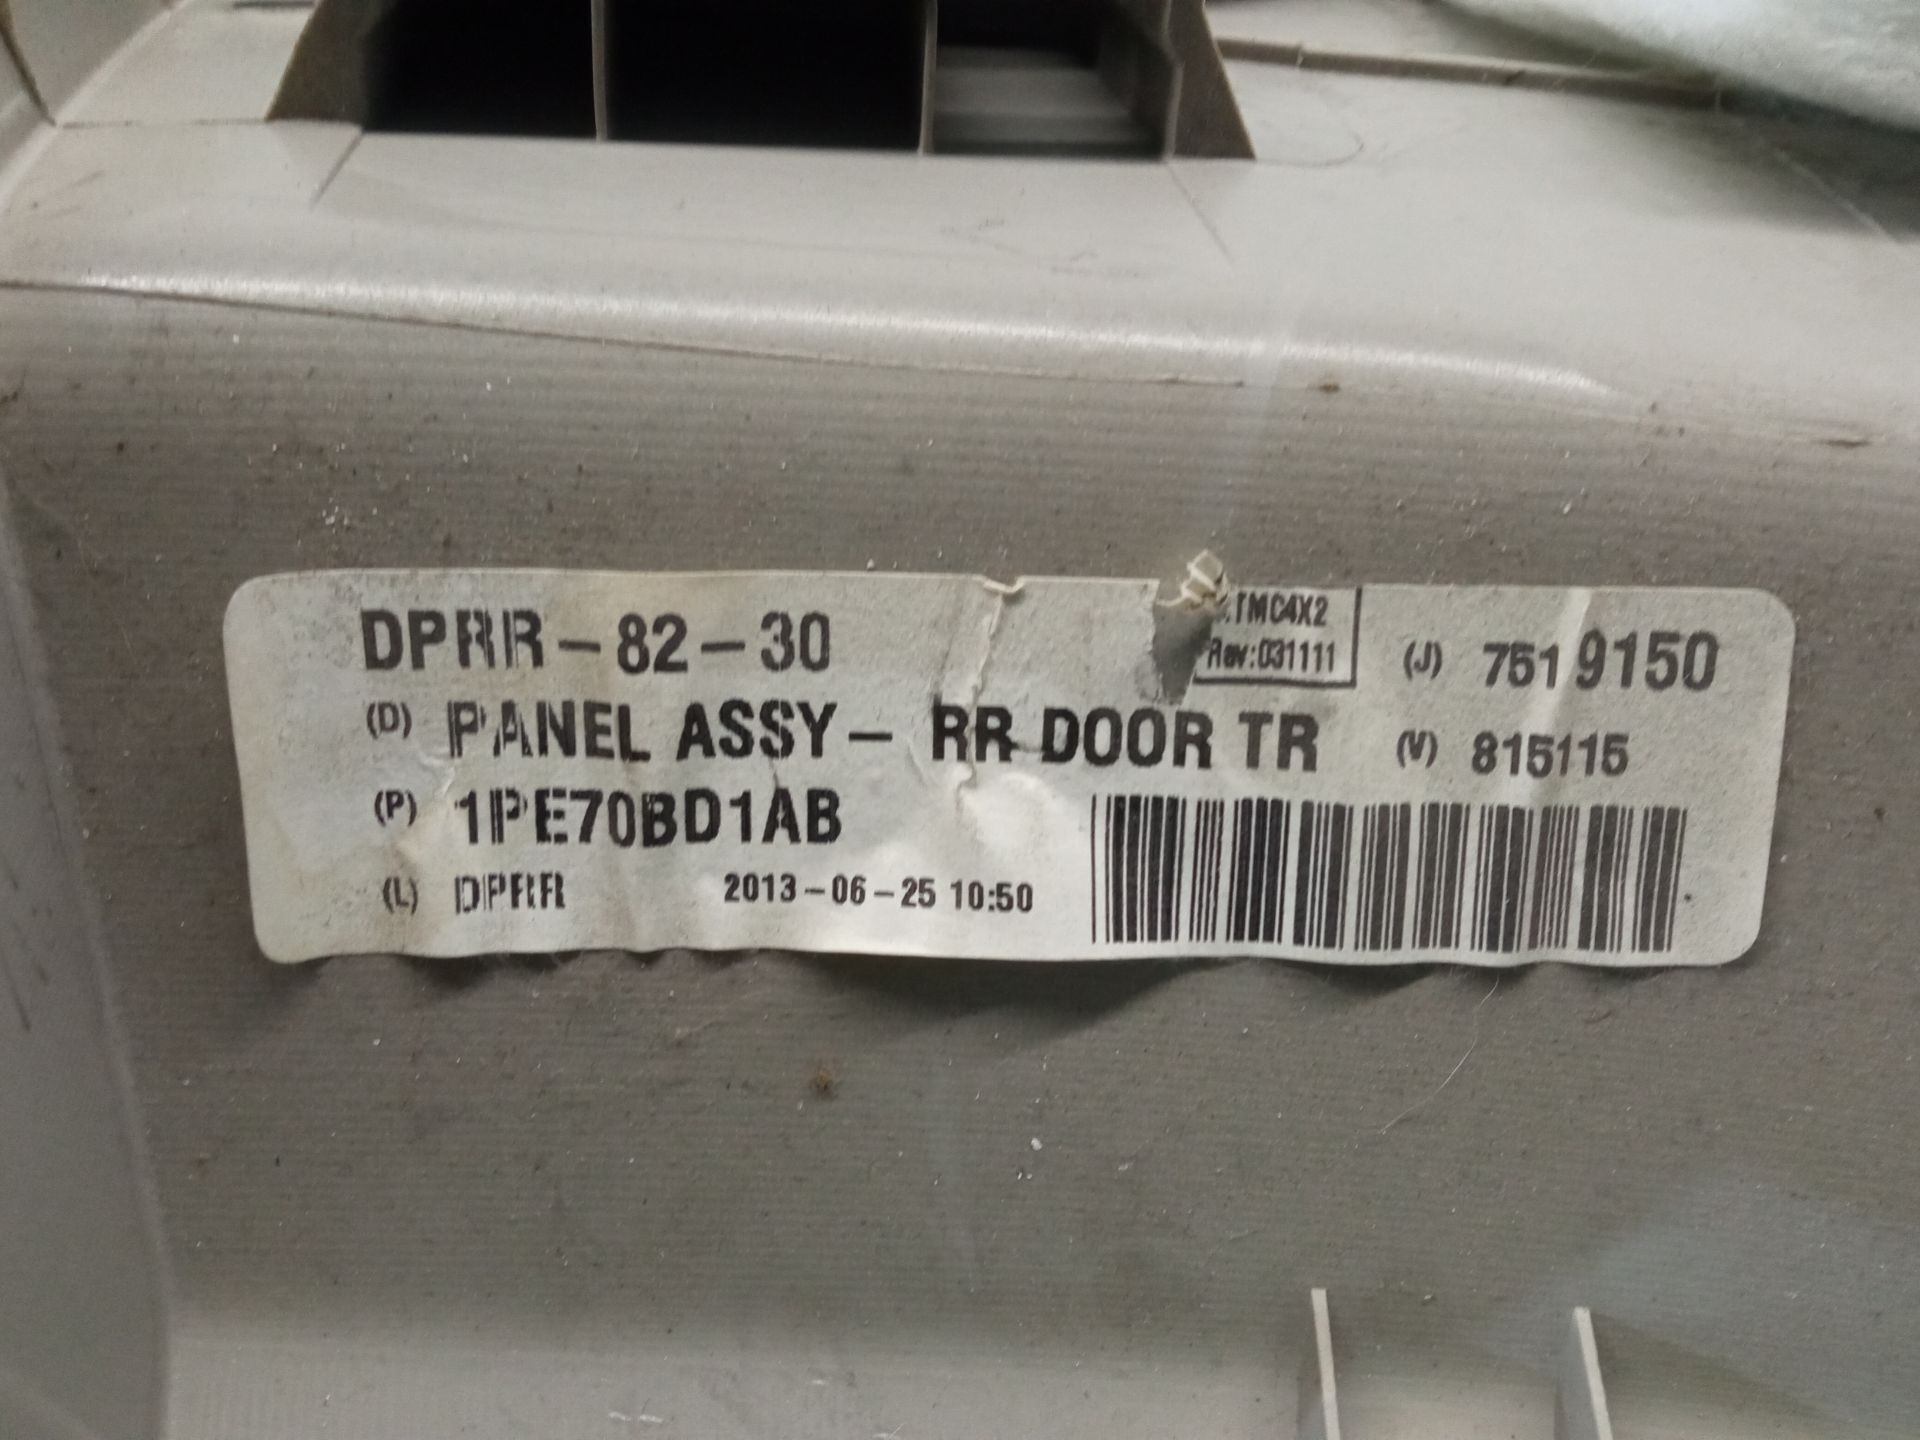 DPRR-82-30
TMC4X2
Rev:031111
(J) 7519150
(D) PANEL ASSY- RR DOOR TR
(V) 815115
(P) 1PE70BD1AB
(L) DPRR 2013-06-25 10:50